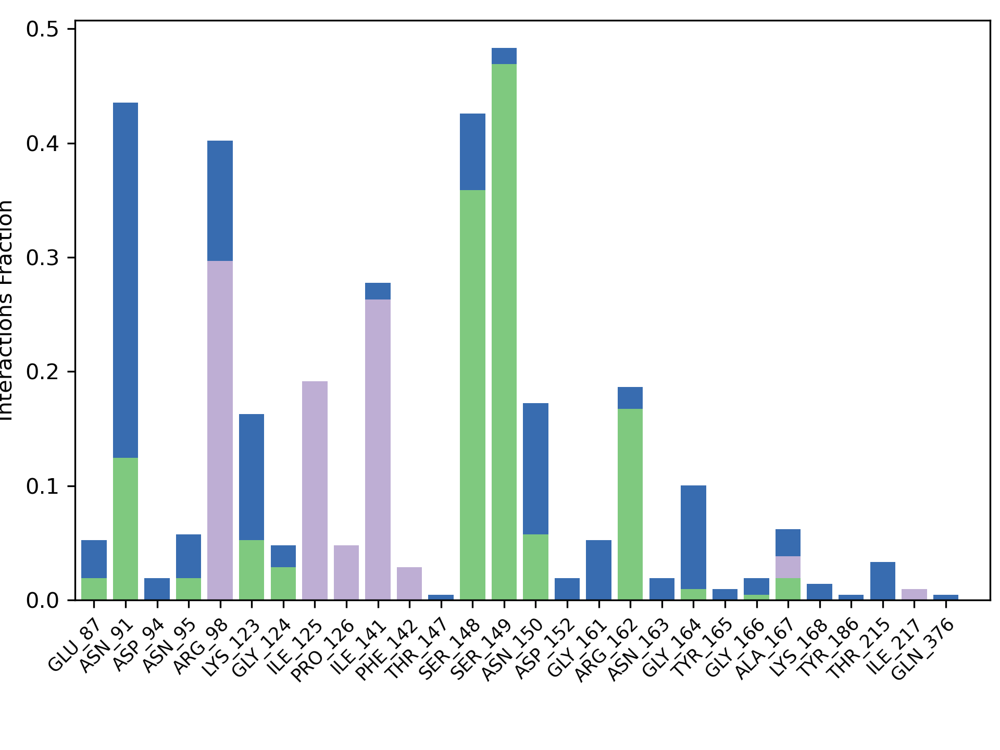 Interactions Fraction
0.5
0.4
0.3
0.2
0.1
0.0
GLU_87
ASN_91
ASP_94
ASN_95
ARG_98
LYS_123
GLY_124
ILE_125
PRO_126
ILE_141
PHE_142
THR_147
SER_148
SER_149
ASN_150
ASP_152
GLY_161
ARG_162
ASN_163
GLY_164
TYR_165
GLY_166
ALA_167
LYS_168
TYR_186
THR_215
ILE_217
GLN_376